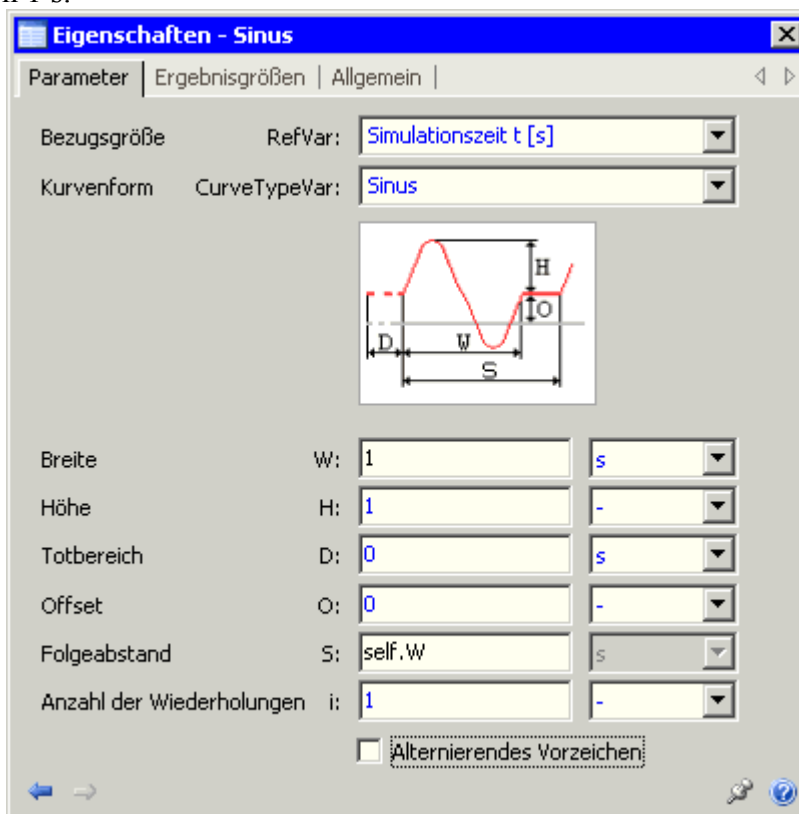 Eigenschaften - Sinus
Parameter | Ergebnisgrößen | Allgemein |
Bezugsgröße RefVar: Simulationszeit t [s]
Kurvenform CurveTypeVar: Sinus
H
O
D W
S
Breite W: 1 s
Höhe H: 1 -
Totbereich D: 0 s
Offset O: 0 -
Folgeabstand S: self.W s
Anzahl der Wiederholungen i: 1 -
Alternierendes Vorzeichen